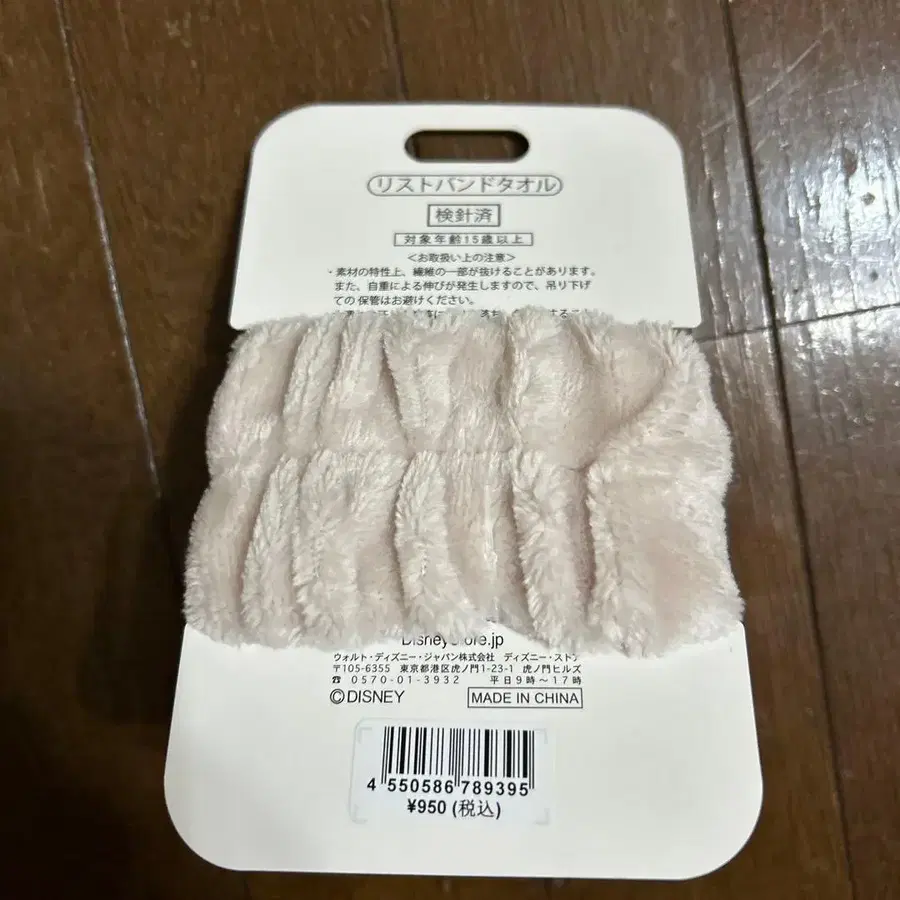 リストバンドタオル
検針済
対象年齢15歳以上
<お取扱い上の注意>
・素材の特性上、繊維の一部が抜けることがあります。
また、自重による伸びが発生しますので、吊り下げ
ての保管はお避けください。
DisneyStore.jp
ウォルト・ディズニー・ジャパン株式会社 ディズニー・ストア
〒105-6355 東京都港区虎ノ門1-23-1 虎ノ門ヒルズ
☎0570-01-3932 平日9時～17時
©DISNEY MADE IN CHINA
4 550586 789395
¥950 (税込)